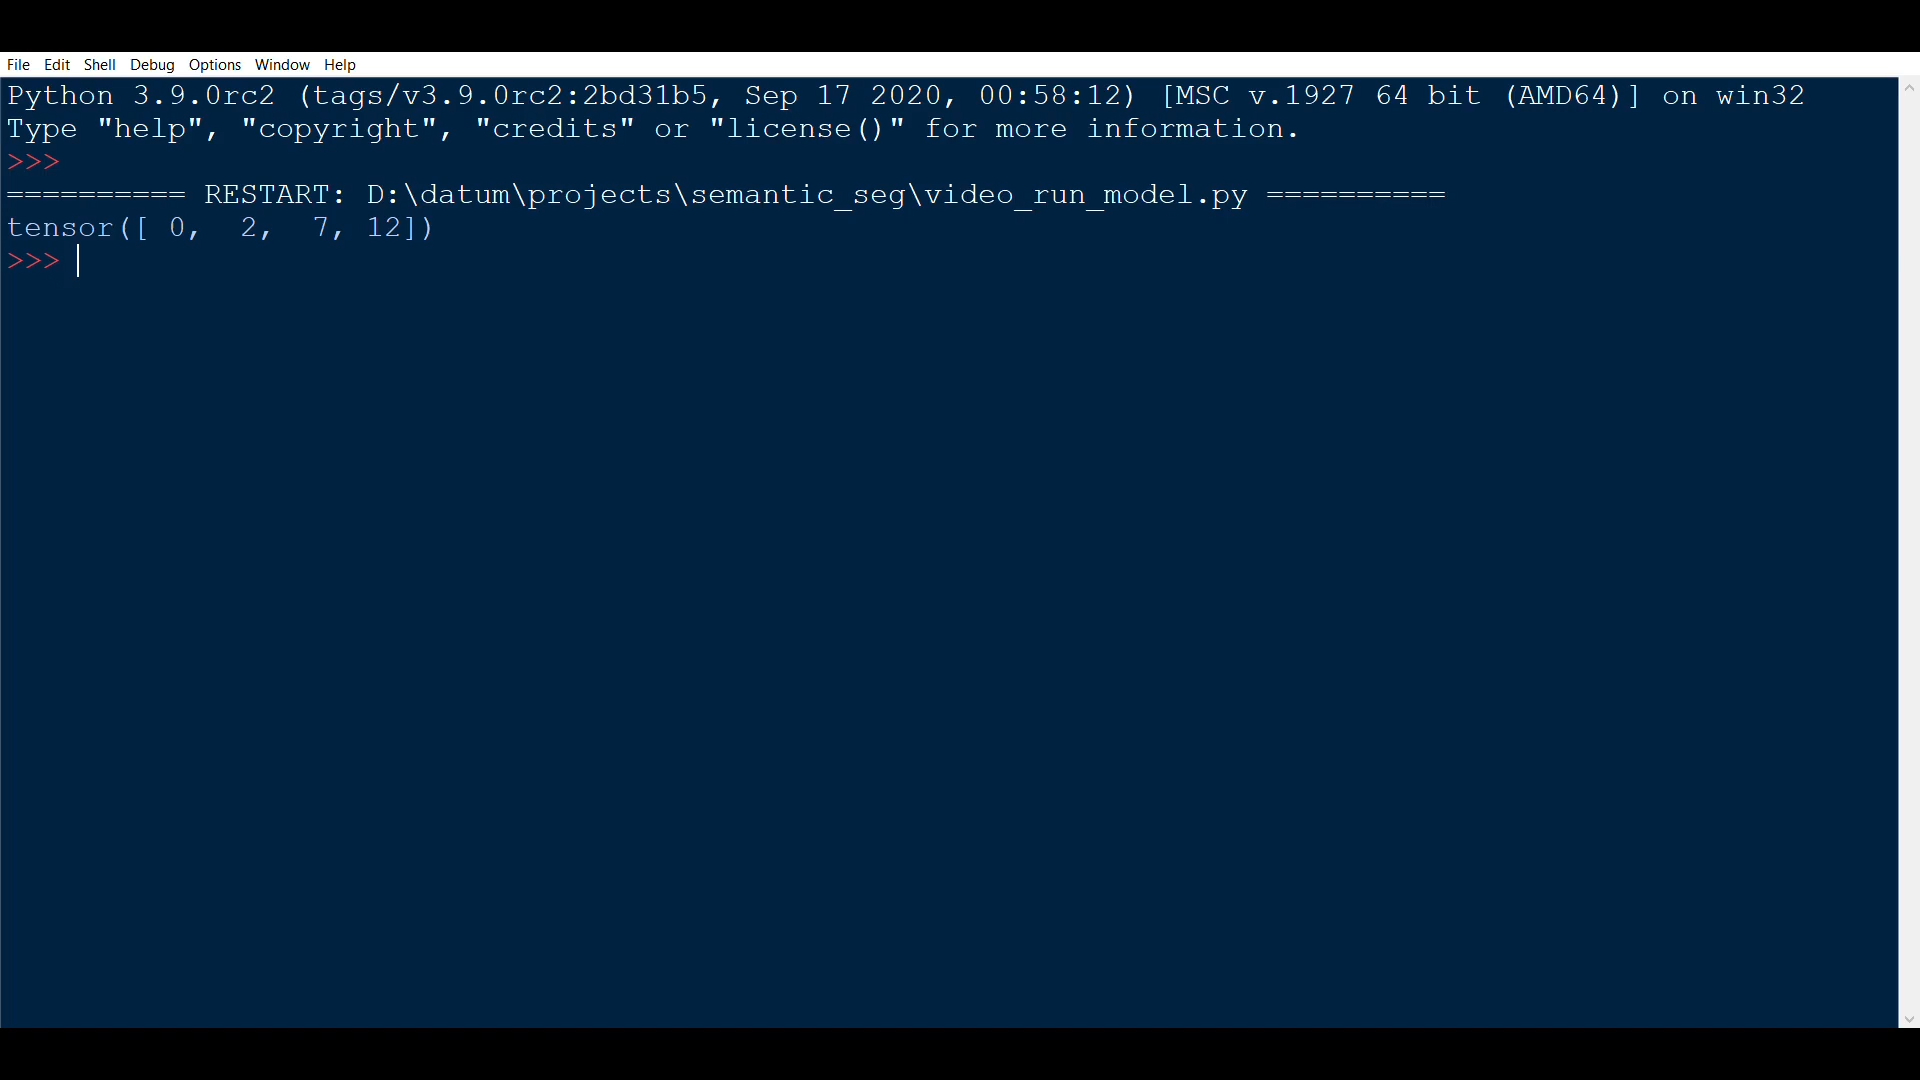 File Edit Shell Debug Options Window Help
Python 3.9.0rc2 (tags/v3.9.0rc2:2bd31b5, Sep 17 2020, 00:58:12) [MSC v.1927 64 bit (AMD64)] on win32
Type "help", "copyright", "credits" or "license()" for more information.
>>>
========== RESTART: D:\datum\projects\semantic_seg\video_run_model.py ==========
tensor([ 0,  2,  7, 12])
>>>